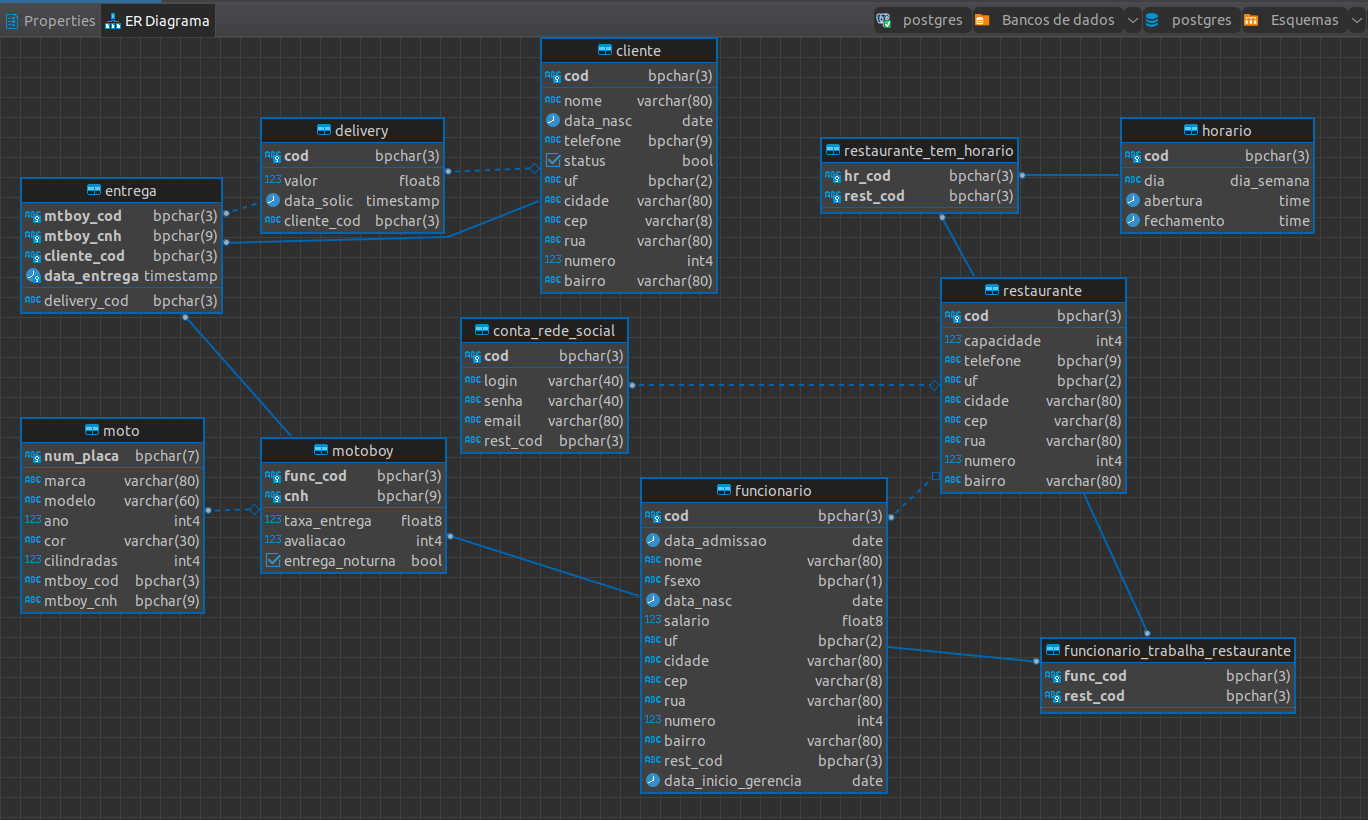 Properties
ER Diagrama
postgres
Bancos de dados
postgres
Esquemas
cliente
cod bpchar(3)
nome varchar(80)
data_nasc date
telefone bpchar(9)
status bool
uf bpchar(2)
cidade varchar(80)
cep varchar(8)
rua varchar(80)
numero int4
bairro varchar(80)
delivery
cod bpchar(3)
valor float8
data_solic timestamp
cliente_cod bpchar(3)
entrega
mtboy_cod bpchar(3)
mtboy_cnh bpchar(9)
cliente_cod bpchar(3)
data_entrega timestamp
delivery_cod bpchar(3)
restaurante_tem_horario
hr_cod bpchar(3)
rest_cod bpchar(3)
horario
cod bpchar(3)
dia dia_semana
abertura time
fechamento time
restaurante
cod bpchar(3)
capacidade int4
telefone bpchar(9)
uf bpchar(2)
cidade varchar(80)
cep varchar(8)
rua varchar(80)
numero int4
bairro varchar(80)
conta_rede_social
cod bpchar(3)
login varchar(40)
senha varchar(40)
email varchar(80)
rest_cod bpchar(3)
moto
num_placa bpchar(7)
marca varchar(80)
modelo varchar(60)
ano int4
cor varchar(30)
cilindradas int4
mtboy_cod bpchar(3)
mtboy_cnh bpchar(9)
motoboy
func_cod bpchar(3)
cnh bpchar(9)
taxa_entrega float8
avaliacao int4
entrega_noturna bool
funcionario
cod bpchar(3)
data_admissao date
nome varchar(80)
fsexo bpchar(1)
data_nasc date
salario float8
uf bpchar(2)
cidade varchar(80)
cep varchar(8)
rua varchar(80)
numero int4
bairro varchar(80)
rest_cod bpchar(3)
data_inicio_gerencia date
funcionario_trabalha_restaurante
func_cod bpchar(3)
rest_cod bpchar(3)